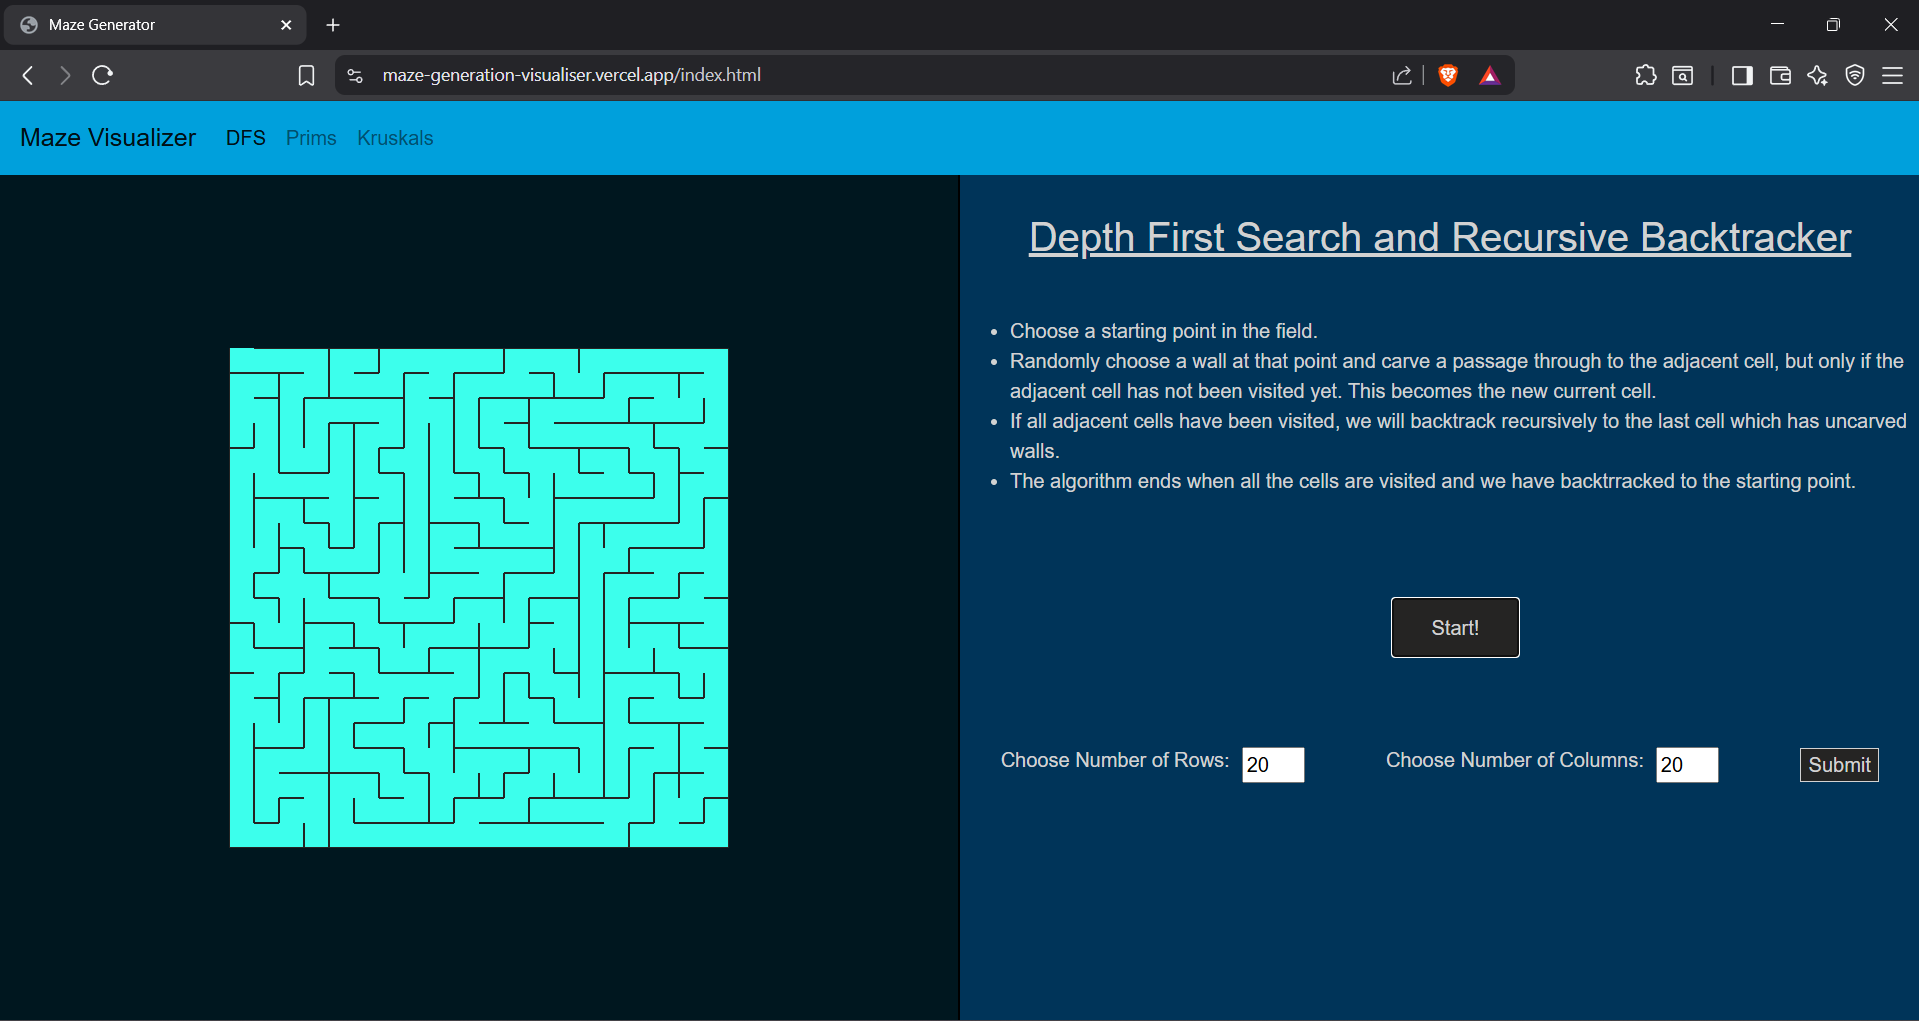 Maze Generator
maze-generation-visualiser.vercel.app/index.html
Maze Visualizer DFS Prims Kruskals
Depth First Search and Recursive Backtracker
• Choose a starting point in the field.
• Randomly choose a wall at that point and carve a passage through to the adjacent cell, but only if the
adjacent cell has not been visited yet. This becomes the new current cell.
• If all adjacent cells have been visited, we will backtrack recursively to the last cell which has uncarved
walls.
• The algorithm ends when all the cells are visited and we have backtrracked to the starting point.
Start!
Choose Number of Rows: 20 Choose Number of Columns: 20 Submit